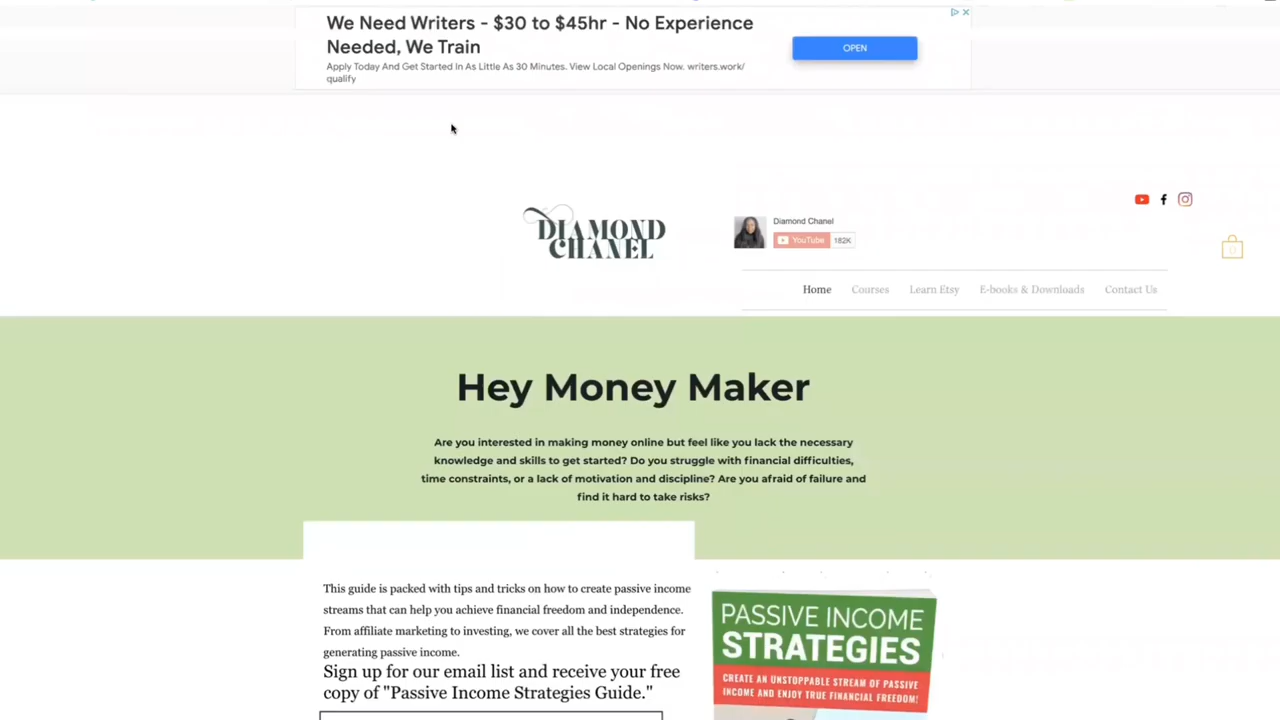 We Need Writers - $30 to $45hr - No Experience
Needed, We Train
Apply Today And Get Started In As Little As 30 Minutes. View Local Openings Now. writers.work/
qualify
OPEN
DIAMOND
CHANEL
Diamond Chanel
YouTube 182K
0
Home Courses Learn Etsy E-books & Downloads Contact Us
Hey Money Maker
Are you interested in making money online but feel like you lack the necessary
knowledge and skills to get started? Do you struggle with financial difficulties,
time constraints, or a lack of motivation and discipline? Are you afraid of failure and
find it hard to take risks?
This guide is packed with tips and tricks on how to create passive income
streams that can help you achieve financial freedom and independence.
From affiliate marketing to investing, we cover all the best strategies for
generating passive income.
Sign up for our email list and receive your free
copy of "Passive Income Strategies Guide."
PASSIVE INCOME
STRATEGIES
CREATE AN UNSTOPPABLE STREAM OF PASSIVE
INCOME AND ENJOY TRUE FINANCIAL FREEDOM!